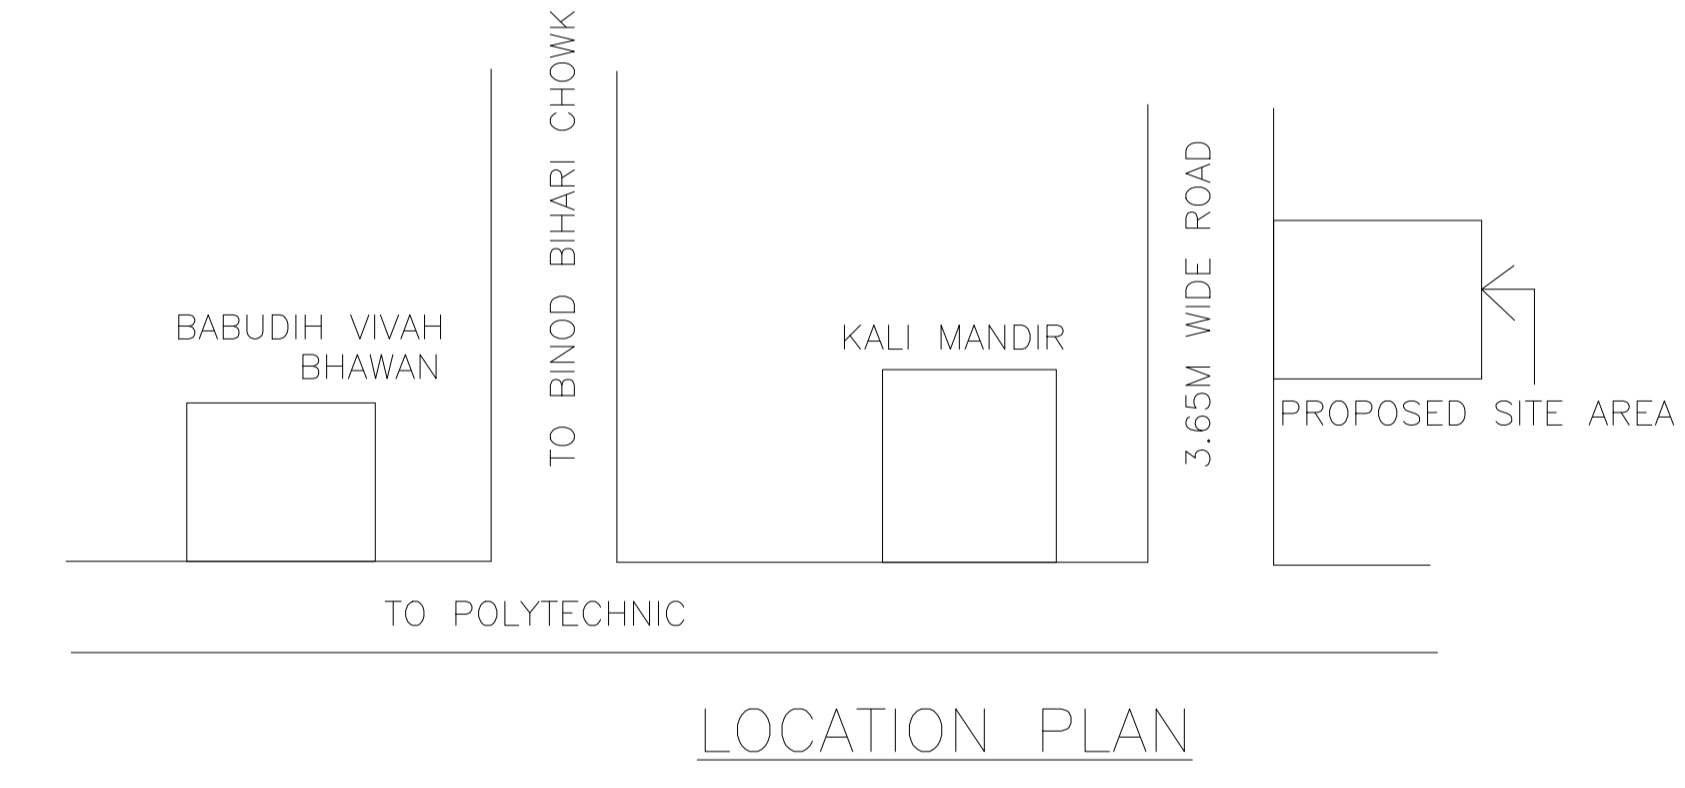 TO BINOD BIHARI CHOWK
3.65M WIDE ROAD
BABUDIH VIVAH
BHAWAN
KALI MANDIR
PROPOSED SITE AREA
TO POLYTECHNIC
LOCATION PLAN